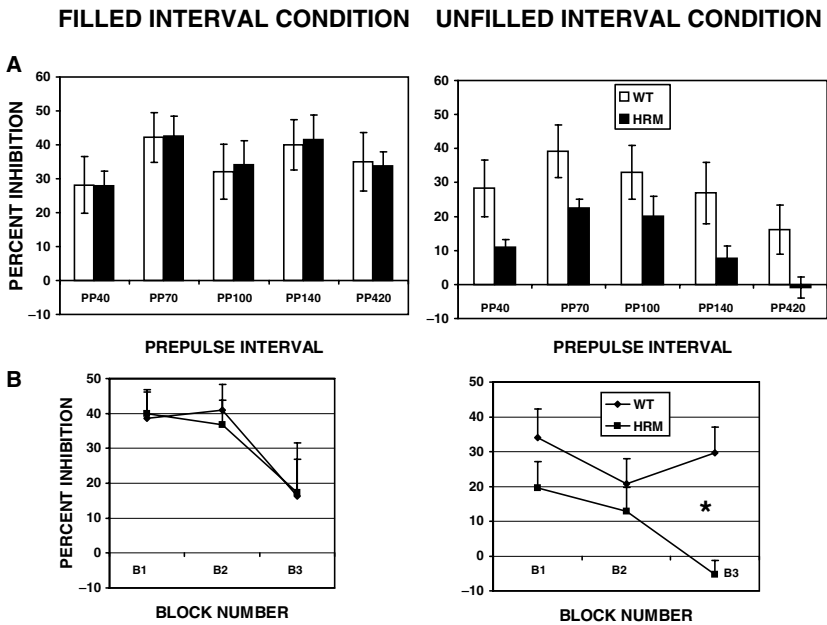 FILLED INTERVAL CONDITION UNFILLED INTERVAL CONDITION
A
PERCENT INHIBITION
60
50
40
30
20
10
0
−10
PP40 PP70 PP100 PP140 PP420
PREPULSE INTERVAL
60
50
40
30
20
10
0
−10
WT
HRM
PP40 PP70 PP100 PP140 PP420
PREPULSE INTERVAL
B
PERCENT INHIBITION
50
40
30
20
10
0
−10
B1 B2 B3
BLOCK NUMBER
50
40
30
20
10
0
−10
WT
HRM
*
B1 B2 B3
BLOCK NUMBER